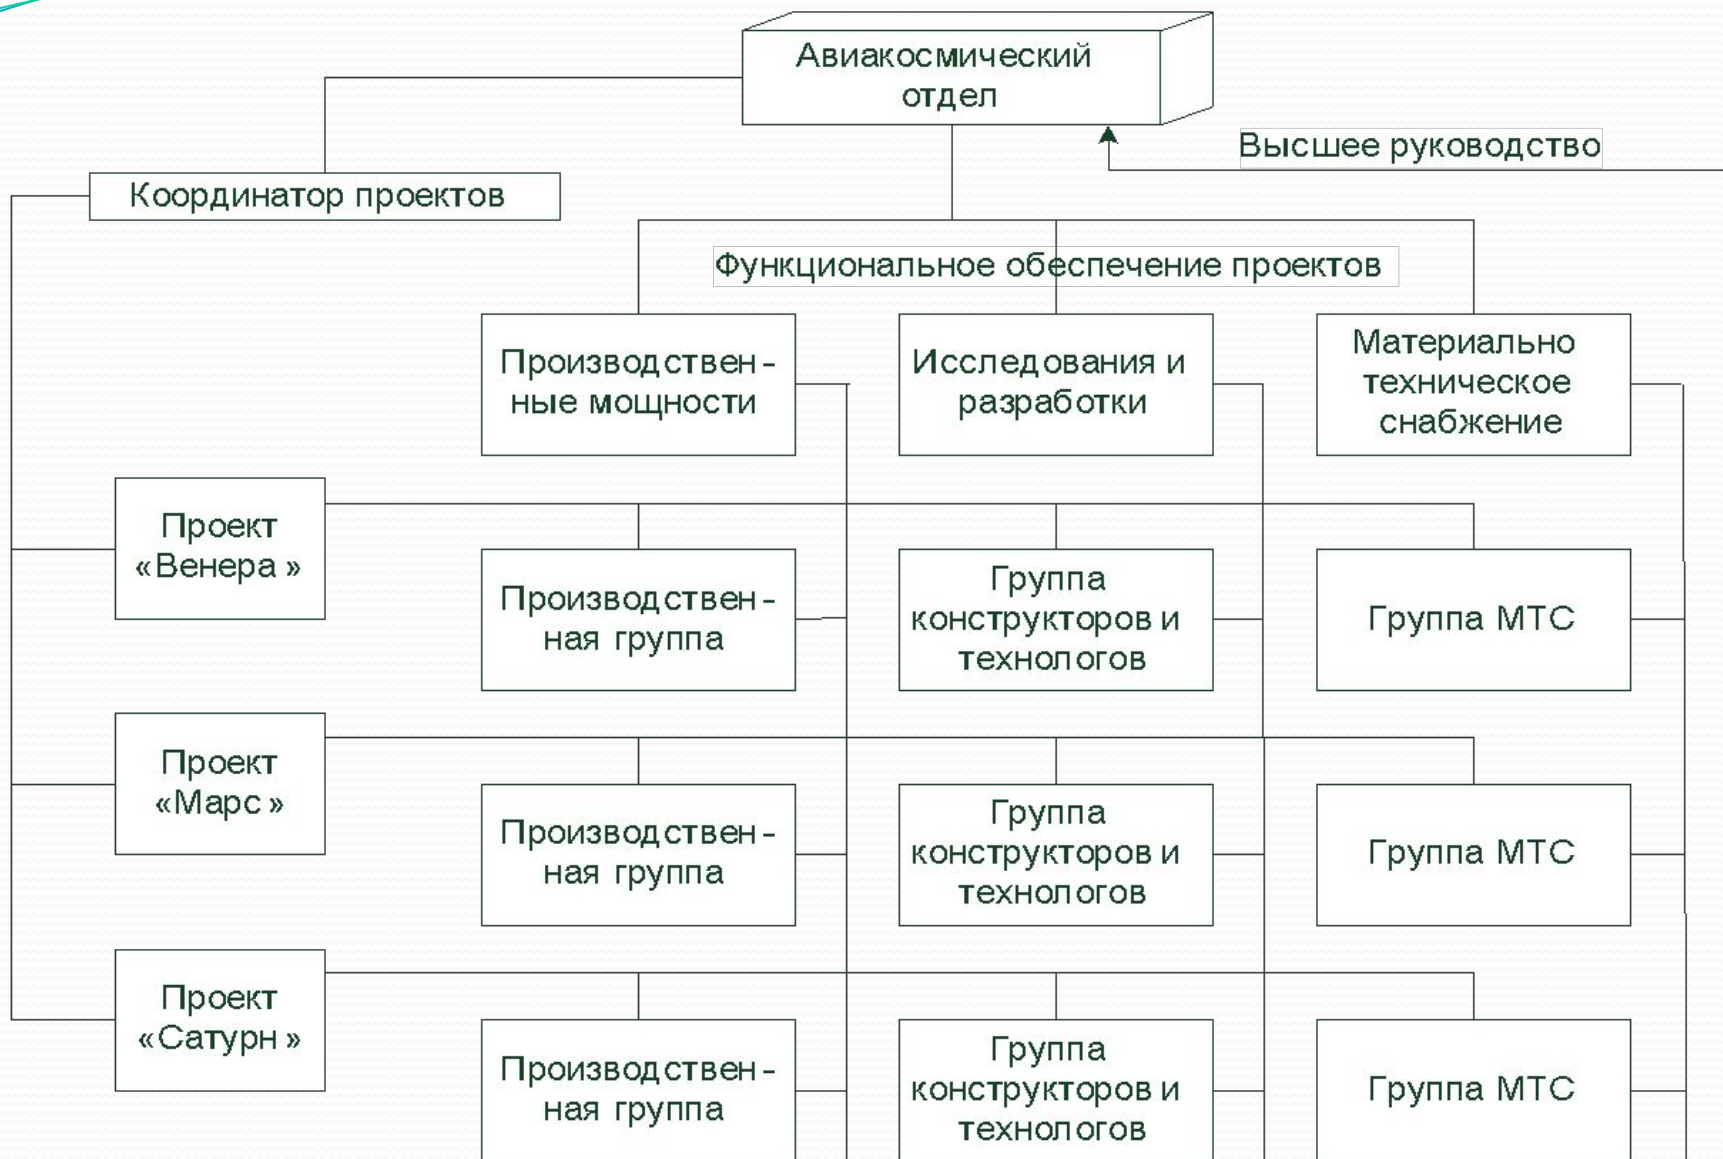 Авиакосмический
отдел
Высшее руководство
Координатор проектов
Функциональное обеспечение проектов
Производствен-
ные мощности
Исследования и
разработки
Материально
техническое
снабжение
Проект
«Венера»
Производствен-
ная группа
Группа
конструкторов и
технологов
Группа МТС
Проект
«Марс»
Производствен-
ная группа
Группа
конструкторов и
технологов
Группа МТС
Проект
«Сатурн»
Производствен-
ная группа
Группа
конструкторов и
технологов
Группа МТС